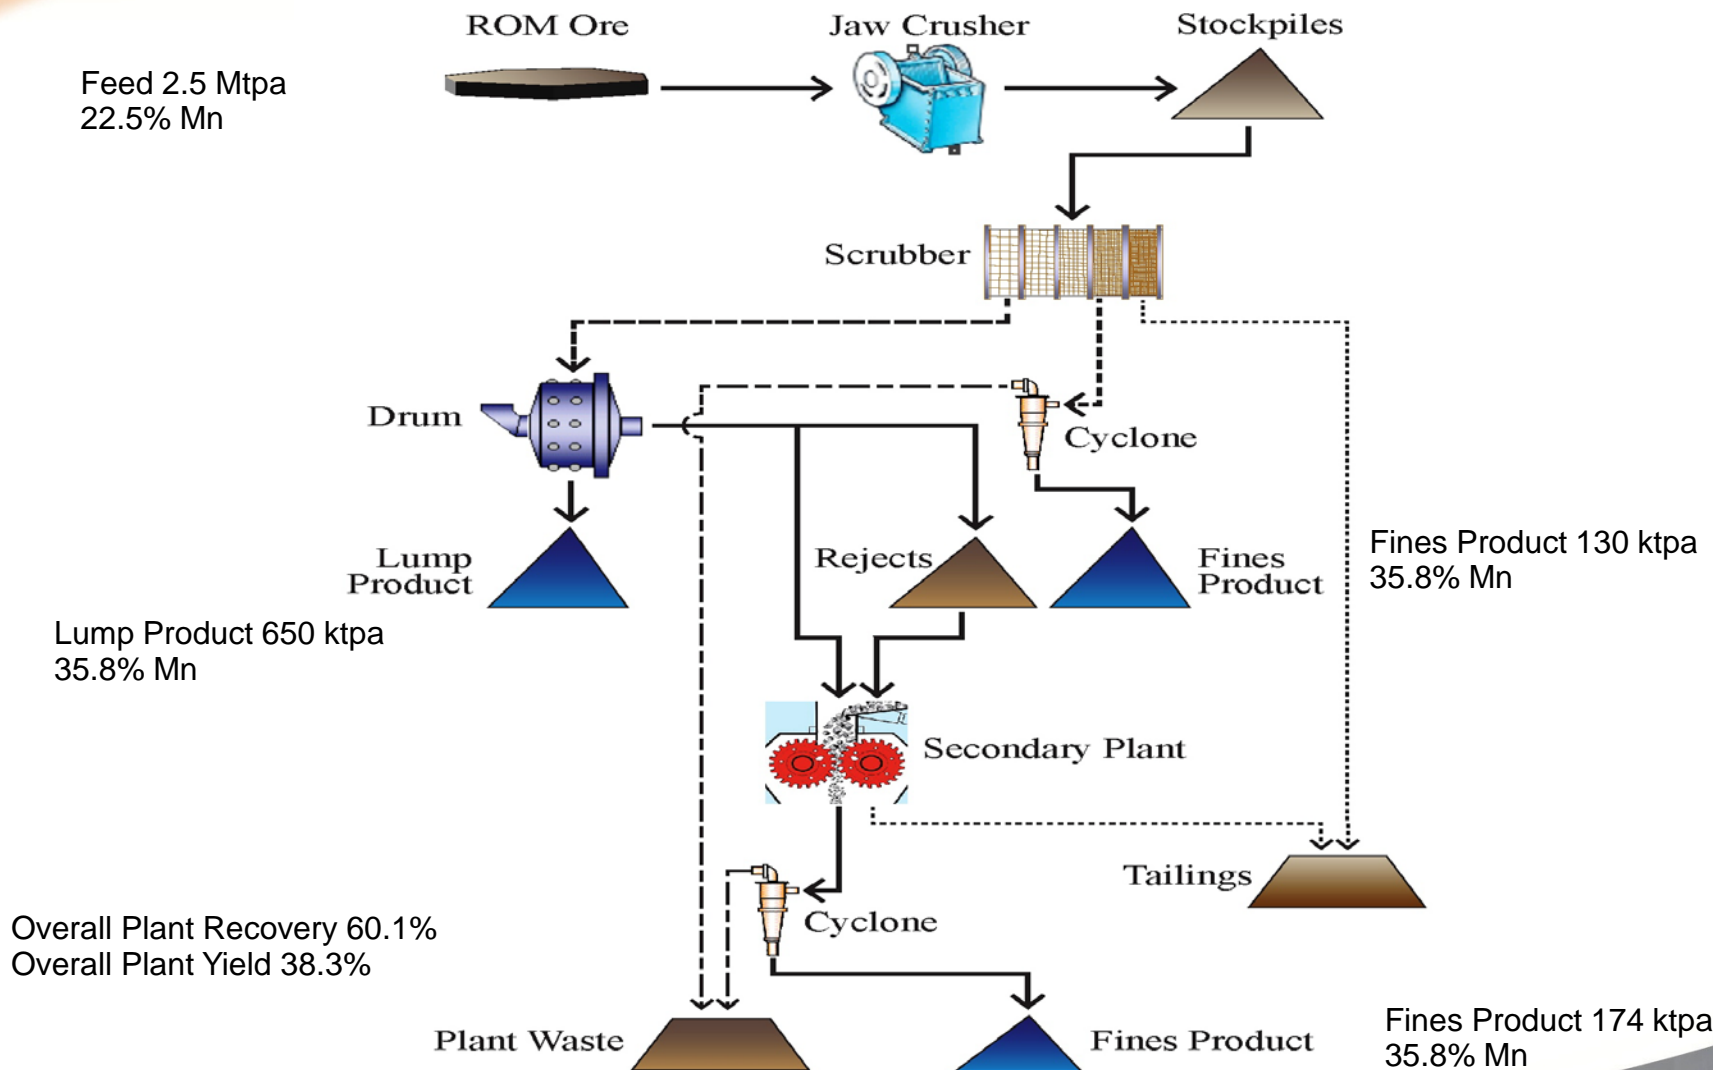 ROM Ore
Jaw Crusher
Stockpiles
Feed 2.5 Mtpa
22.5% Mn
Scrubber
Drum
Cyclone
Lump
Product
Rejects
Fines
Product
Fines Product 130 ktpa
35.8% Mn
Lump Product 650 ktpa
35.8% Mn
Secondary Plant
Tailings
Cyclone
Overall Plant Recovery 60.1%
Overall Plant Yield 38.3%
Plant Waste
Fines Product
Fines Product 174 ktpa
35.8% Mn